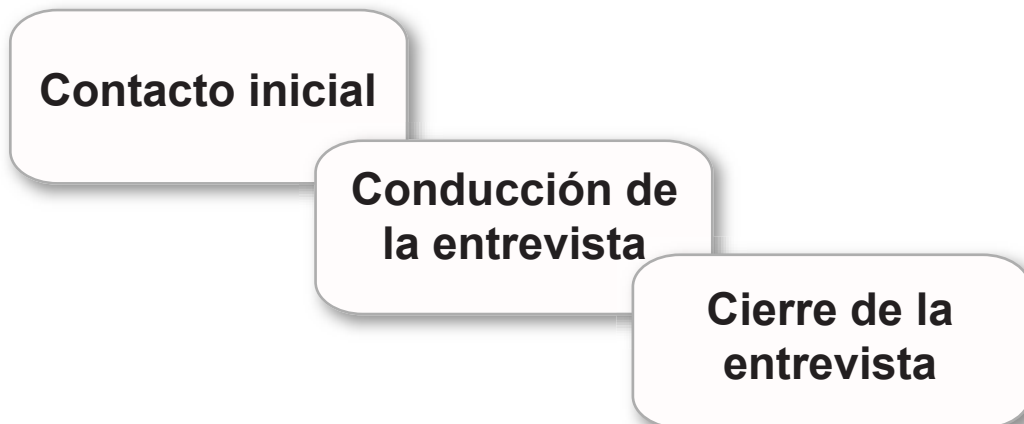 Contacto inicial
Conducción de
la entrevista
Cierre de la
entrevista